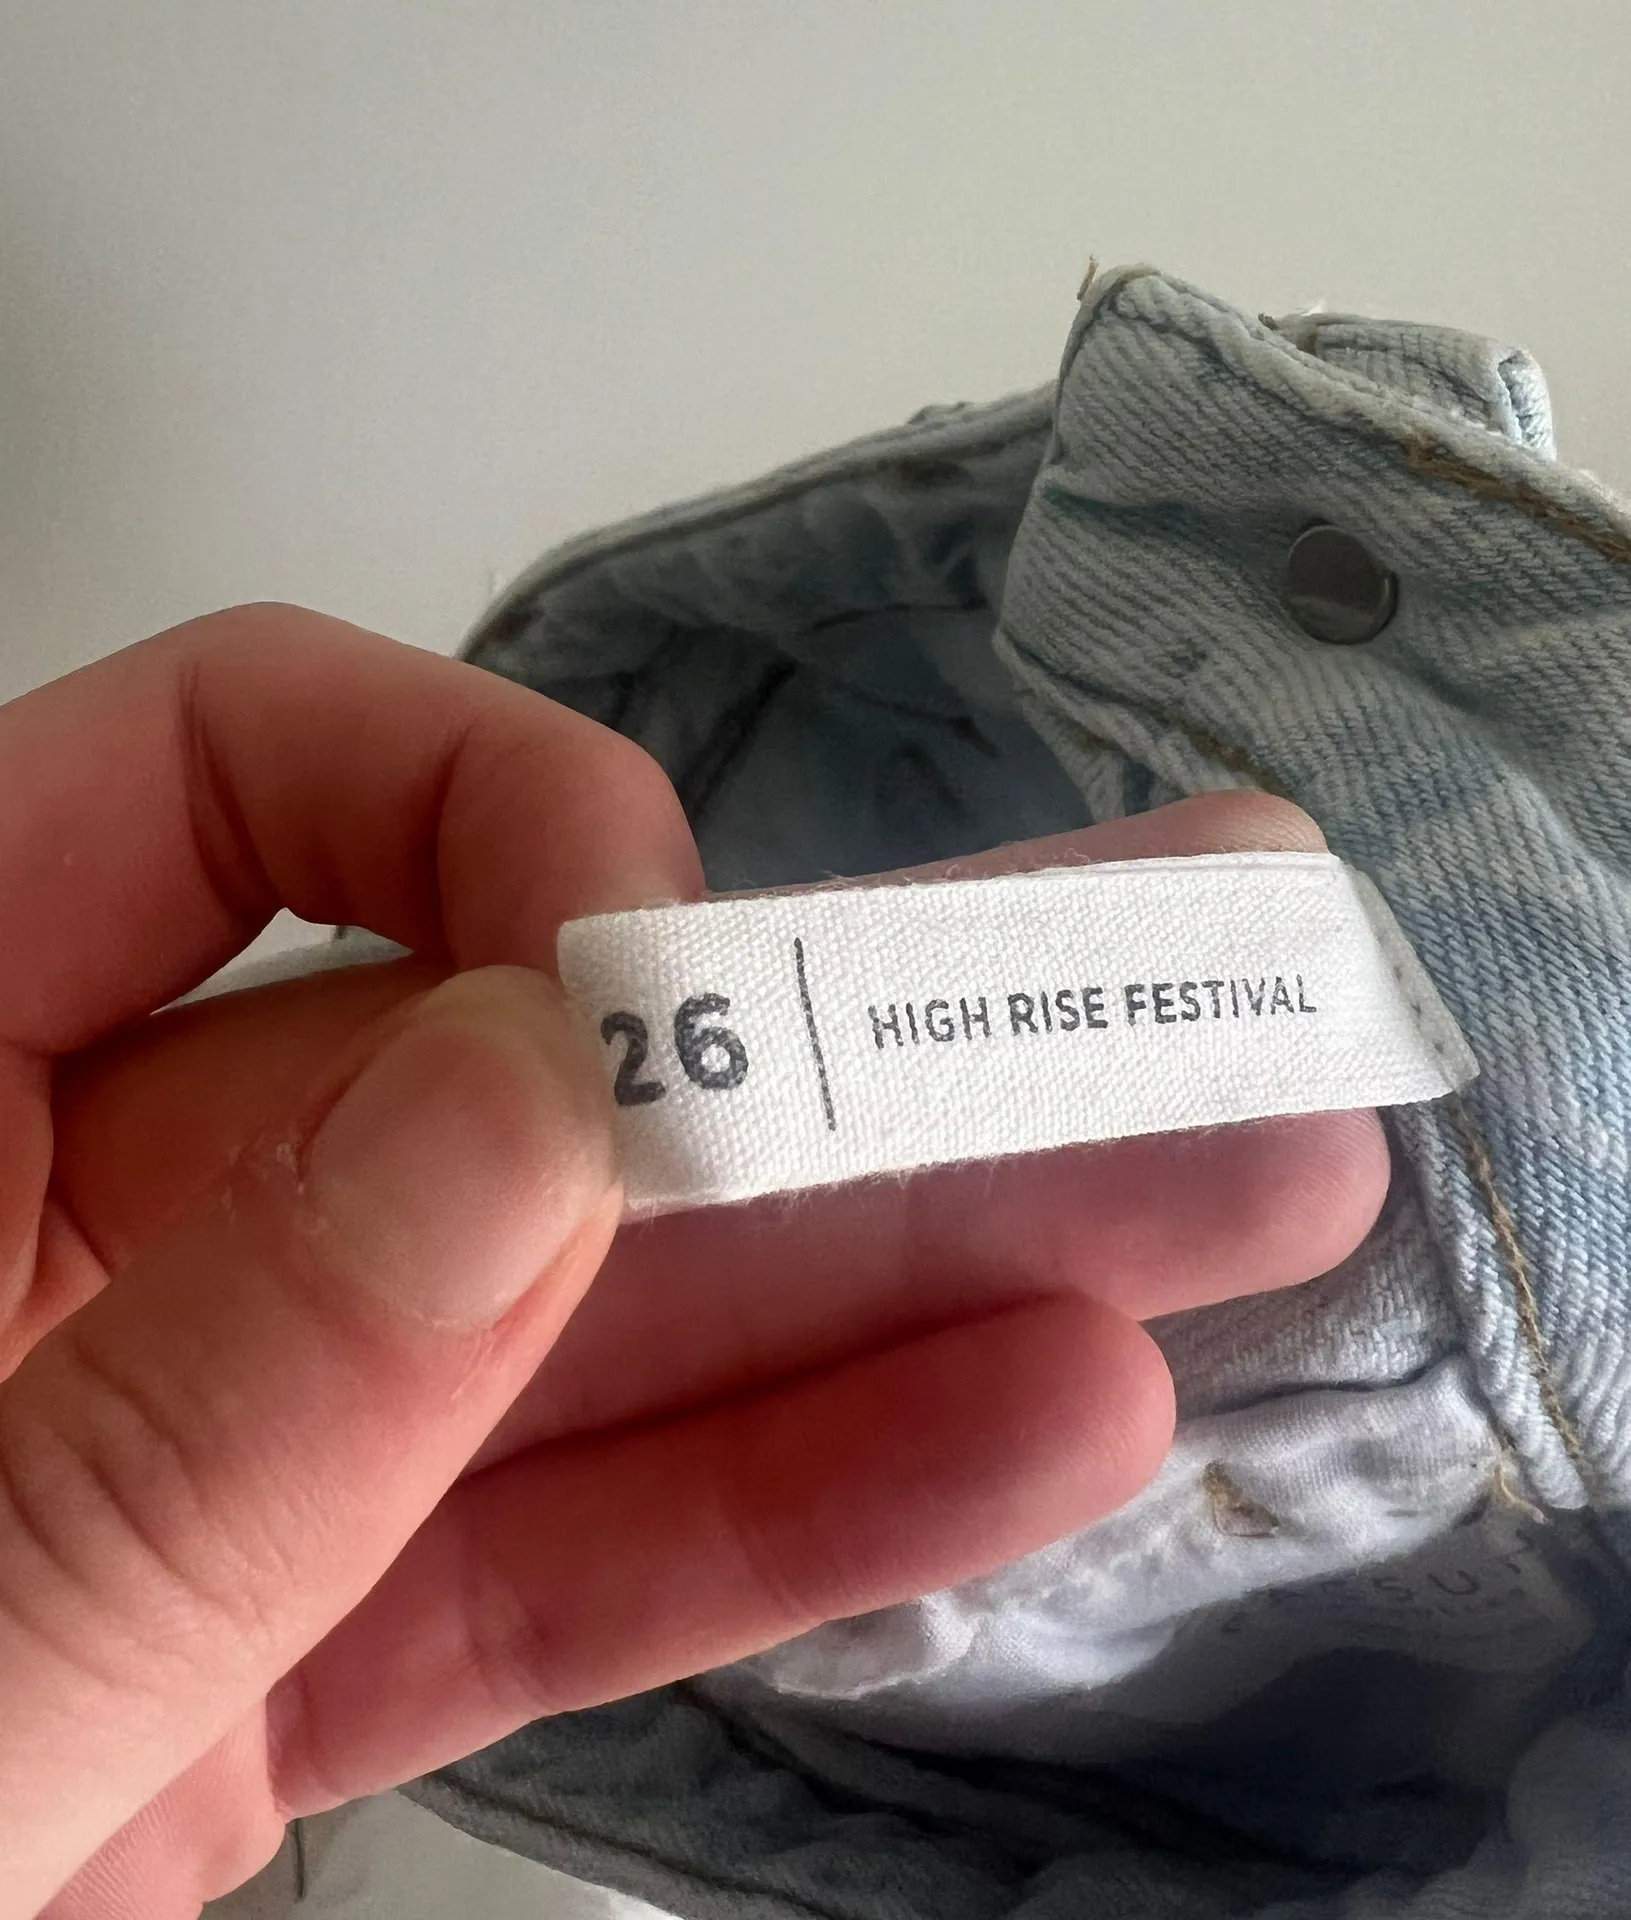 26 | HIGH RISE FESTIVAL